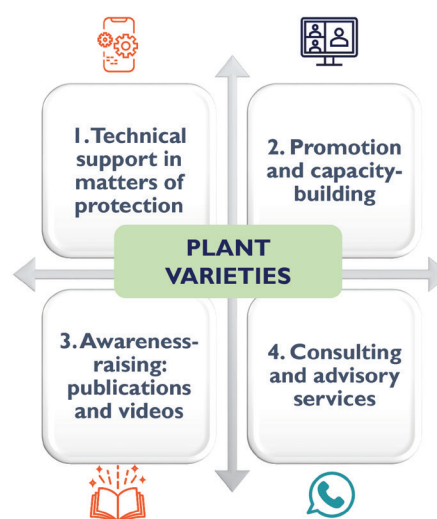 1. Technical
support in
matters of
protection
2. Promotion
and capacity-
building
PLANT
VARIETIES
3. Awareness-
raising:
publications
and videos
4. Consulting
and advisory
services